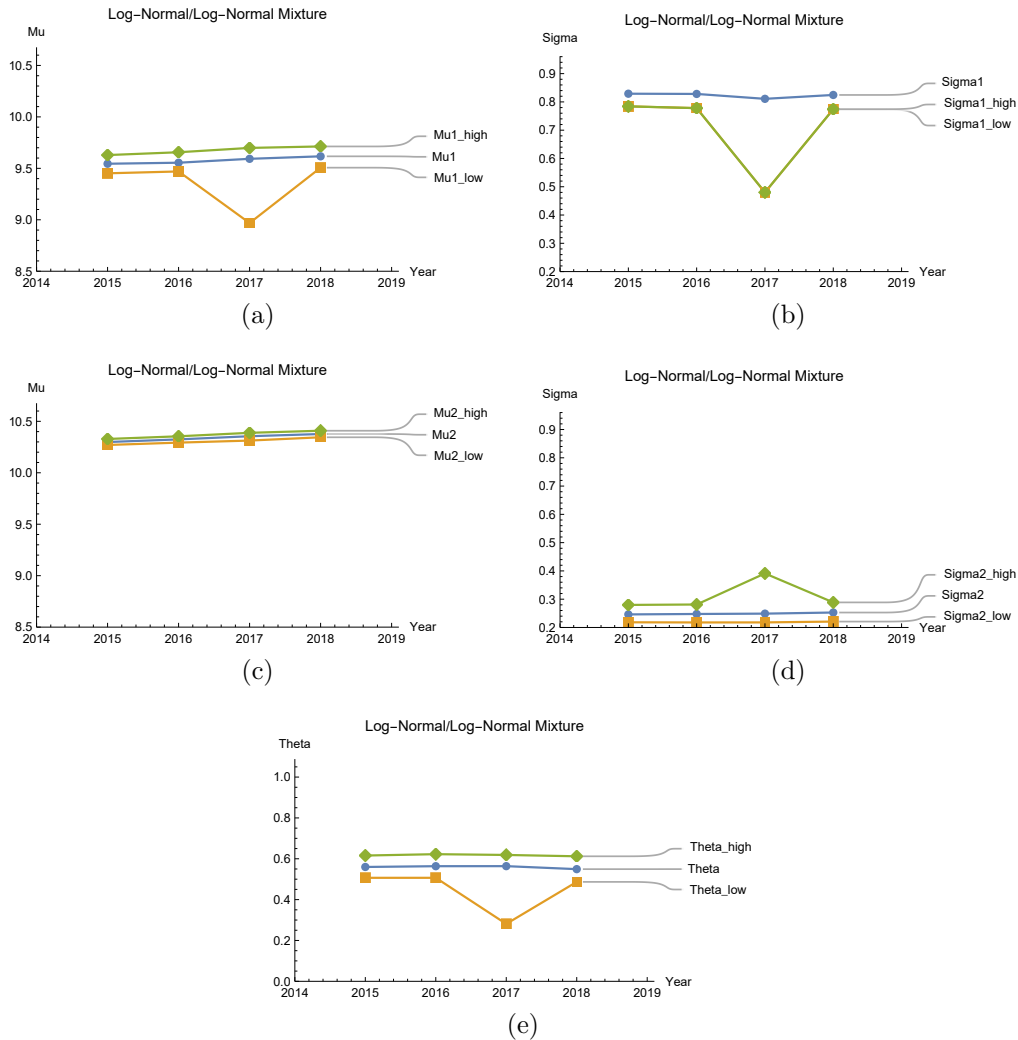 Log-Normal/Log-Normal Mixture
Mu
10.5
10.0
9.5
9.0
8.5
Mu1_high
Mu1
Mu1_low
Year
2014 2015 2016 2017 2018 2019
(a)
Log-Normal/Log-Normal Mixture
Sigma
0.9
0.8
0.7
0.6
0.5
0.4
0.3
0.2
Sigma1
Sigma1_high
Sigma1_low
Year
2014 2015 2016 2017 2018 2019
(b)
Log-Normal/Log-Normal Mixture
Mu
10.5
10.0
9.5
9.0
8.5
Mu2_high
Mu2
Mu2_low
Year
2014 2015 2016 2017 2018 2019
(c)
Log-Normal/Log-Normal Mixture
Sigma
0.9
0.8
0.7
0.6
0.5
0.4
0.3
0.2
Sigma2_high
Sigma2
Sigma2_low
Year
2014 2015 2016 2017 2018 2019
(d)
Log-Normal/Log-Normal Mixture
Theta
1.0
0.8
0.6
0.4
0.2
0.0
Theta_high
Theta
Theta_low
Year
2014 2015 2016 2017 2018 2019
(e)